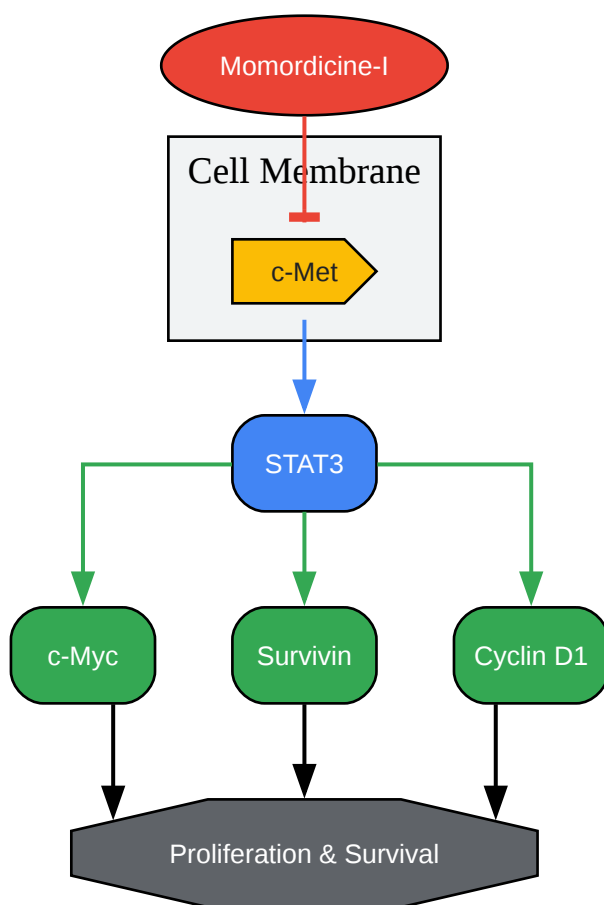 Momordicine-I
Cell Membrane
c-Met
STAT3
c-Myc
Survivin
Cyclin D1
Proliferation & Survival